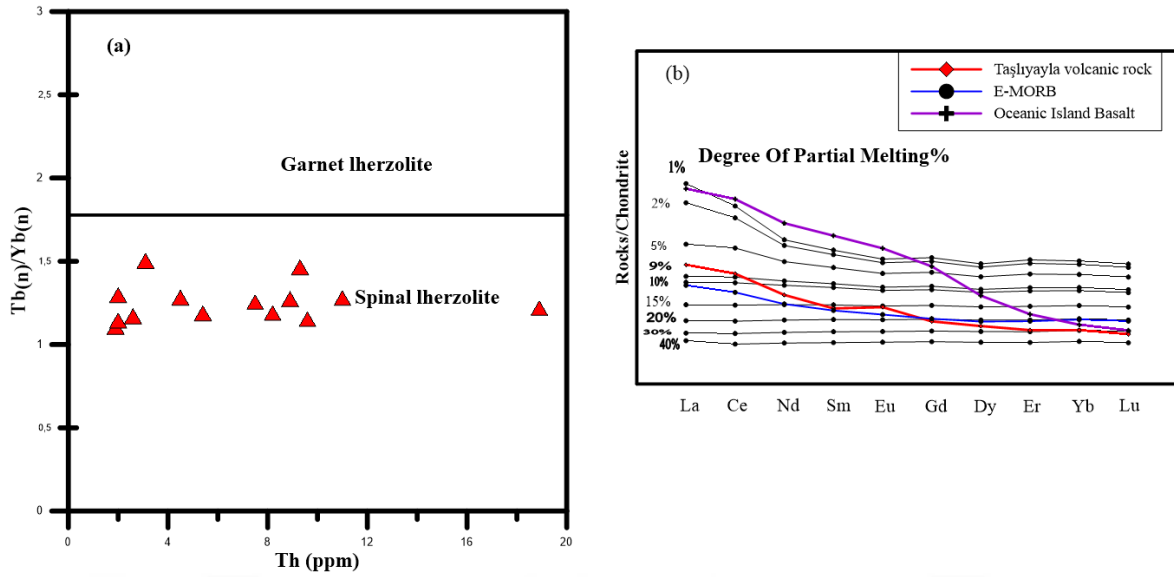 (a)
3
2,5
2
1,5
1
0,5
0
Garnet lherzolite
Spinal lherzolite
0 4 8 12 16 20
Th (ppm)
Tb(n)/Yb(n)
(b)
Taşlıyayla volcanic rock
E-MORB
Oceanic Island Basalt
Degree Of Partial Melting%
1%
2%
5%
9%
10%
15%
20%
30%
40%
Rocks/Chondrite
La Ce Nd Sm Eu Gd Dy Er Yb Lu